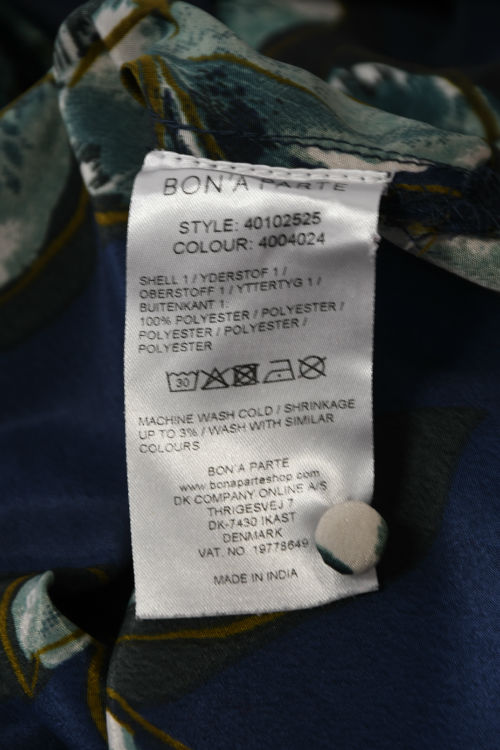 BON'A PARTE
STYLE: 40102525
COLOUR: 4004024
SHELL 1 / YDERSTOF 1 /
OBERSTOFF 1 / YTTERTYG 1 /
BUITENKANT 1:
100% POLYESTER / POLYESTER /
POLYESTER / POLYESTER /
POLYESTER
30
MACHINE WASH COLD / SHRINKAGE
UP TO 3% / WASH WITH SIMILAR
COLOURS
BON'A PARTE
www.bonaparteshop.com
DK COMPANY ONLINE A/S
THRIGESVEJ 7
DK-7430 IKAST
DENMARK
VAT. NO. 19778649
MADE IN INDIA